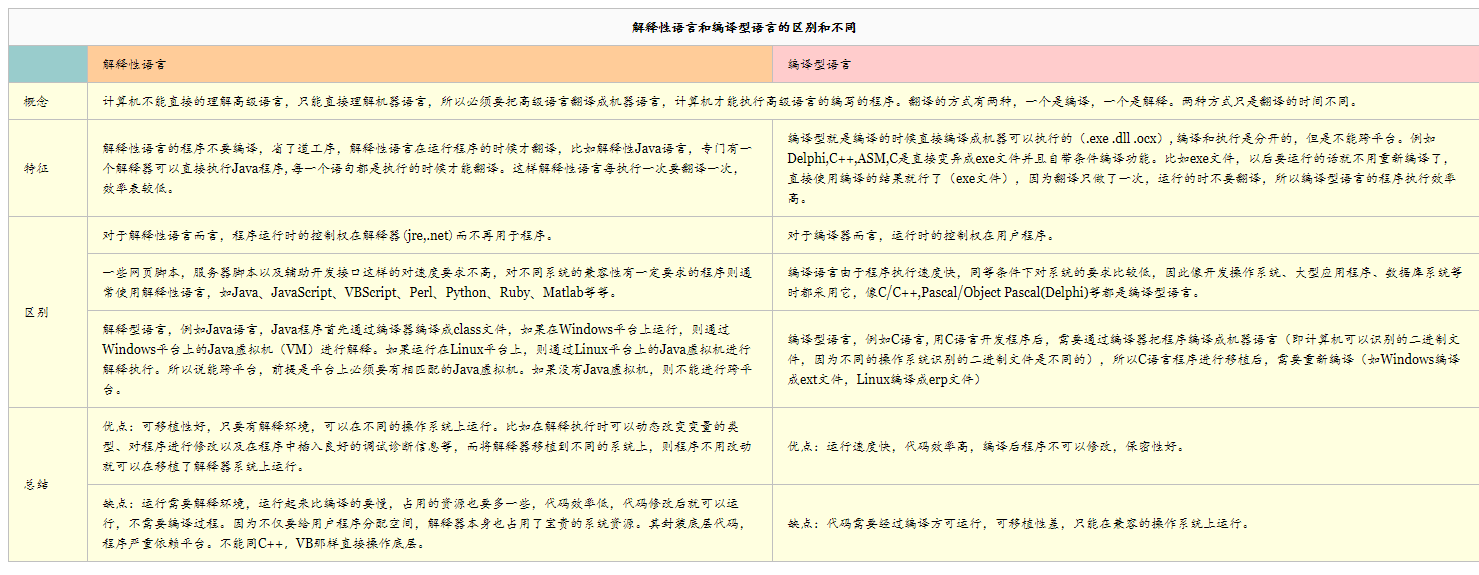 解释性语言和编译型语言的区别和不同
解释性语言
编译型语言
概念
计算机不能直接的理解高级语言，只能直接理解机器语言，所以必须要把高级语言翻译成机器语言，计算机才能执行高级语言的编写的程序。翻译的方式有两种，一个是编译，一个是解释。两种方式只是翻译的时间不同。
特征
解释性语言的程序不要编译，省了道工序，解释性语言在运行程序的时候才翻译，比如解释性Java语言，专门有一
个解释器可以直接执行Java程序,每一个语句都是执行的时候才能翻译。这样解释性语言每执行一次要翻译一次，
效率表较低。
编译型就是编译的时候直接编译成机器可以执行的（.exe .dll .ocx）,编译和执行是分开的，但是不能跨平台。例如
Delphi,C++,ASM,C是直接变异成exe文件并且自带条件编译功能。比如exe文件，以后要运行的话就不用重新编译了，
直接使用编译的结果就行了（exe文件），因为翻译只做了一次，运行的时不要翻译，所以编译型语言的程序执行效率
高。
区别
对于解释性语言而言，程序运行时的控制权在解释器(jre,.net)而不再用于程序。
对于编译器而言，运行时的控制权在用户程序。
一些网页脚本，服务器脚本以及辅助开发接口这样的对速度要求不高，对不同系统的兼容性有一定要求的程序则通
常使用解释性语言，如Java、JavaScript、VBScript、Perl、Python、Ruby、Matlab等等。
编译语言由于程序执行速度快，同等条件下对系统的要求比较低，因此像开发操作系统、大型应用程序、数据库系统等
时都采用它，像C/C++,Pascal/Object Pascal(Delphi)等都是编译型语言。
解释型语言，例如Java语言，Java程序首先通过编译器编译成class文件，如果在Windows平台上运行，则通过
Windows平台上的Java虚拟机（VM）进行解释。如果运行在Linux平台上，则通过Linux平台上的Java虚拟机进行
解释执行。所以说能跨平台，前提是平台上必须要有相匹配的Java虚拟机。如果没有Java虚拟机，则不能进行跨平
台。
编译型语言，例如C语言,用C语言开发程序后，需要通过编译器把程序编译成机器语言（即计算机可以识别的二进制文
件，因为不同的操作系统识别的二进制文件是不同的），所以C语言程序进行移植后，需要重新编译（如Windows编译
成ext文件，Linux编译成erp文件）
总结
优点：可移植性好，只要有解释环境，可以在不同的操作系统上运行。比如在解释执行时可以动态改变变量的类
型、对程序进行修改以及在程序中插入良好的调试诊断信息等，而将解释器移植到不同的系统上，则程序不用改动
就可以在移植了解释器系统上运行。
优点：运行速度快，代码效率高，编译后程序不可以修改，保密性好。
缺点：运行需要解释环境，运行起来比编译的要慢，占用的资源也要多一些，代码效率低，代码修改后就可以运
行，不需要编译过程。因为不仅要给用户程序分配空间，解释器本身也占用了宝贵的系统资源。其封装底层代码，
程序严重依赖平台。不能同C++，VB那样直接操作底层。
缺点：代码需要经过编译方可运行，可移植性差，只能在兼容的操作系统上运行。